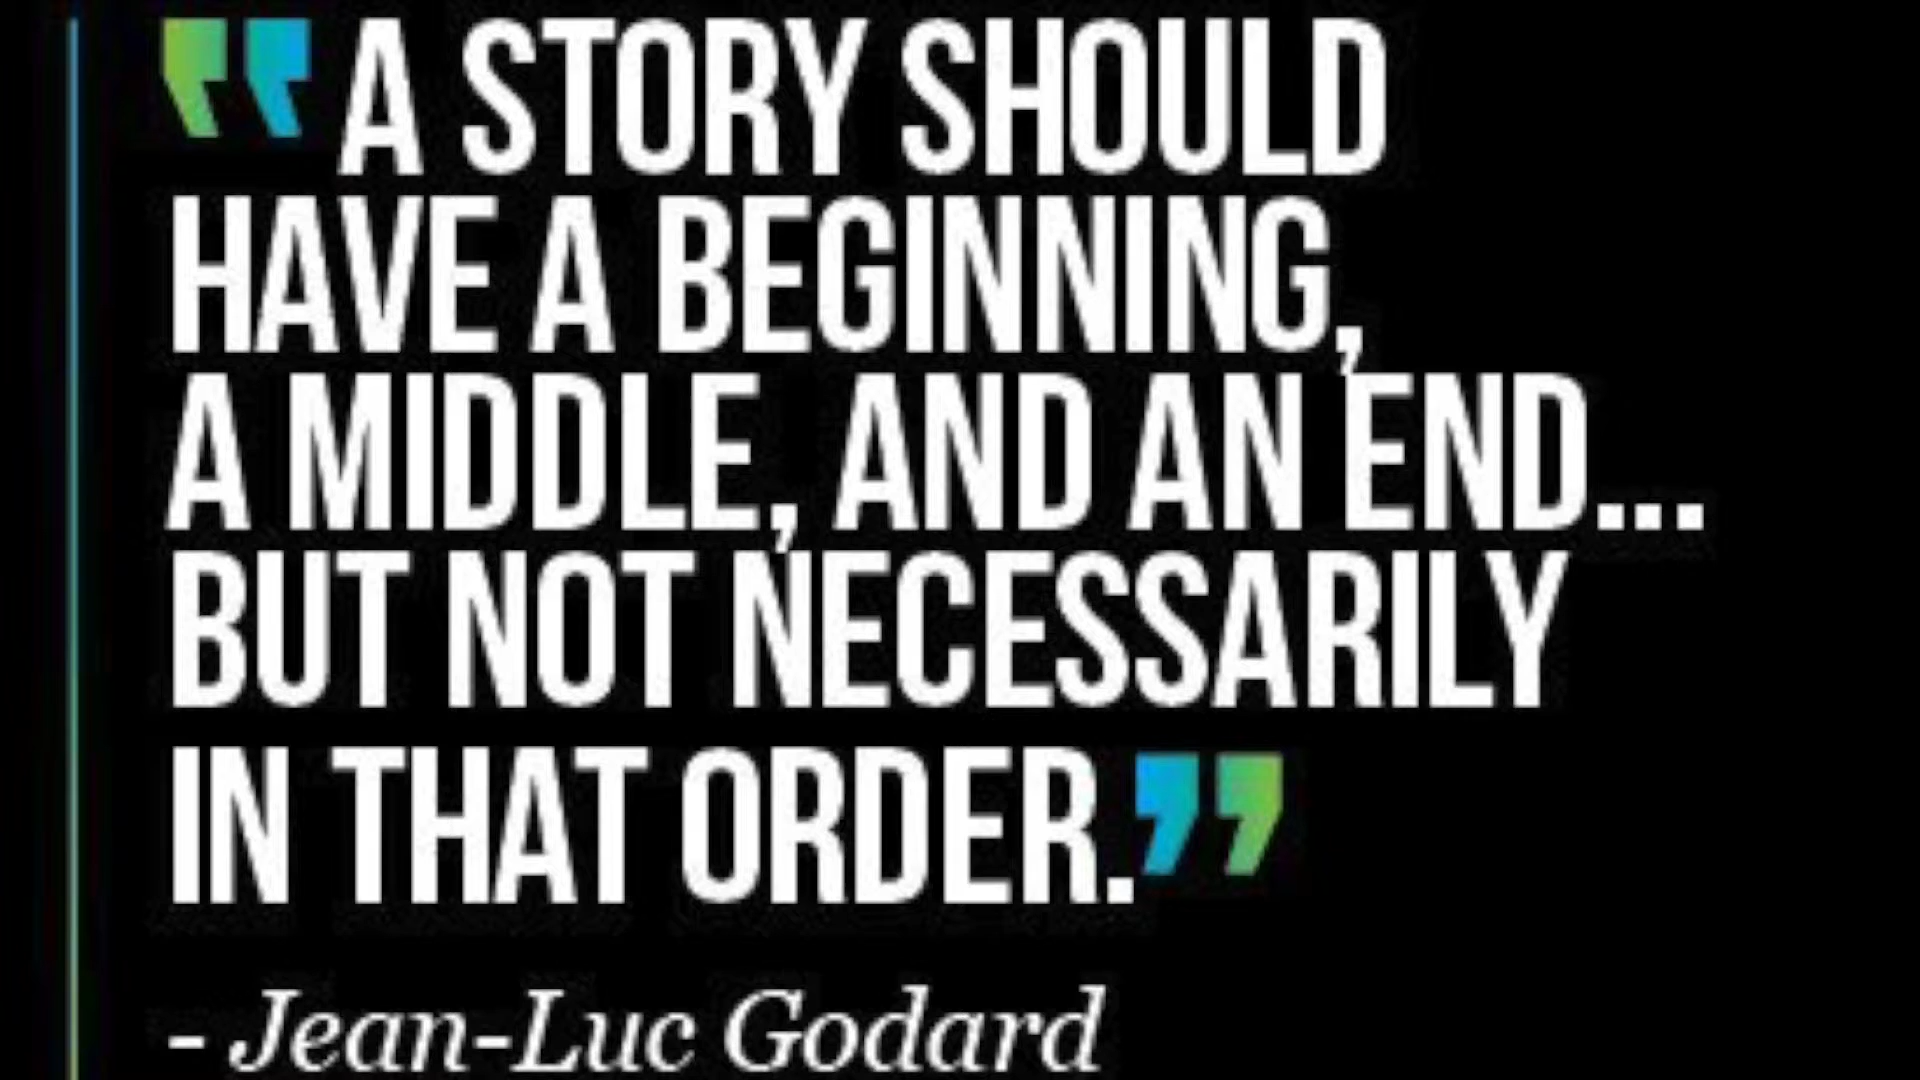 “A STORY SHOULD
HAVE A BEGINNING,
A MIDDLE, AND AN END...
BUT NOT NECESSARILY
IN THAT ORDER.”
- Jean-Luc Godard